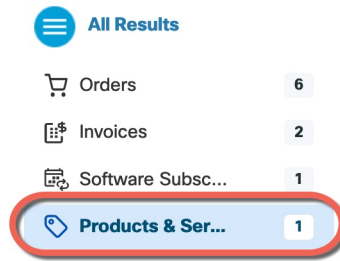 All Results
Orders 6
Invoices 2
Software Subsc... 1
Products & Ser... 1